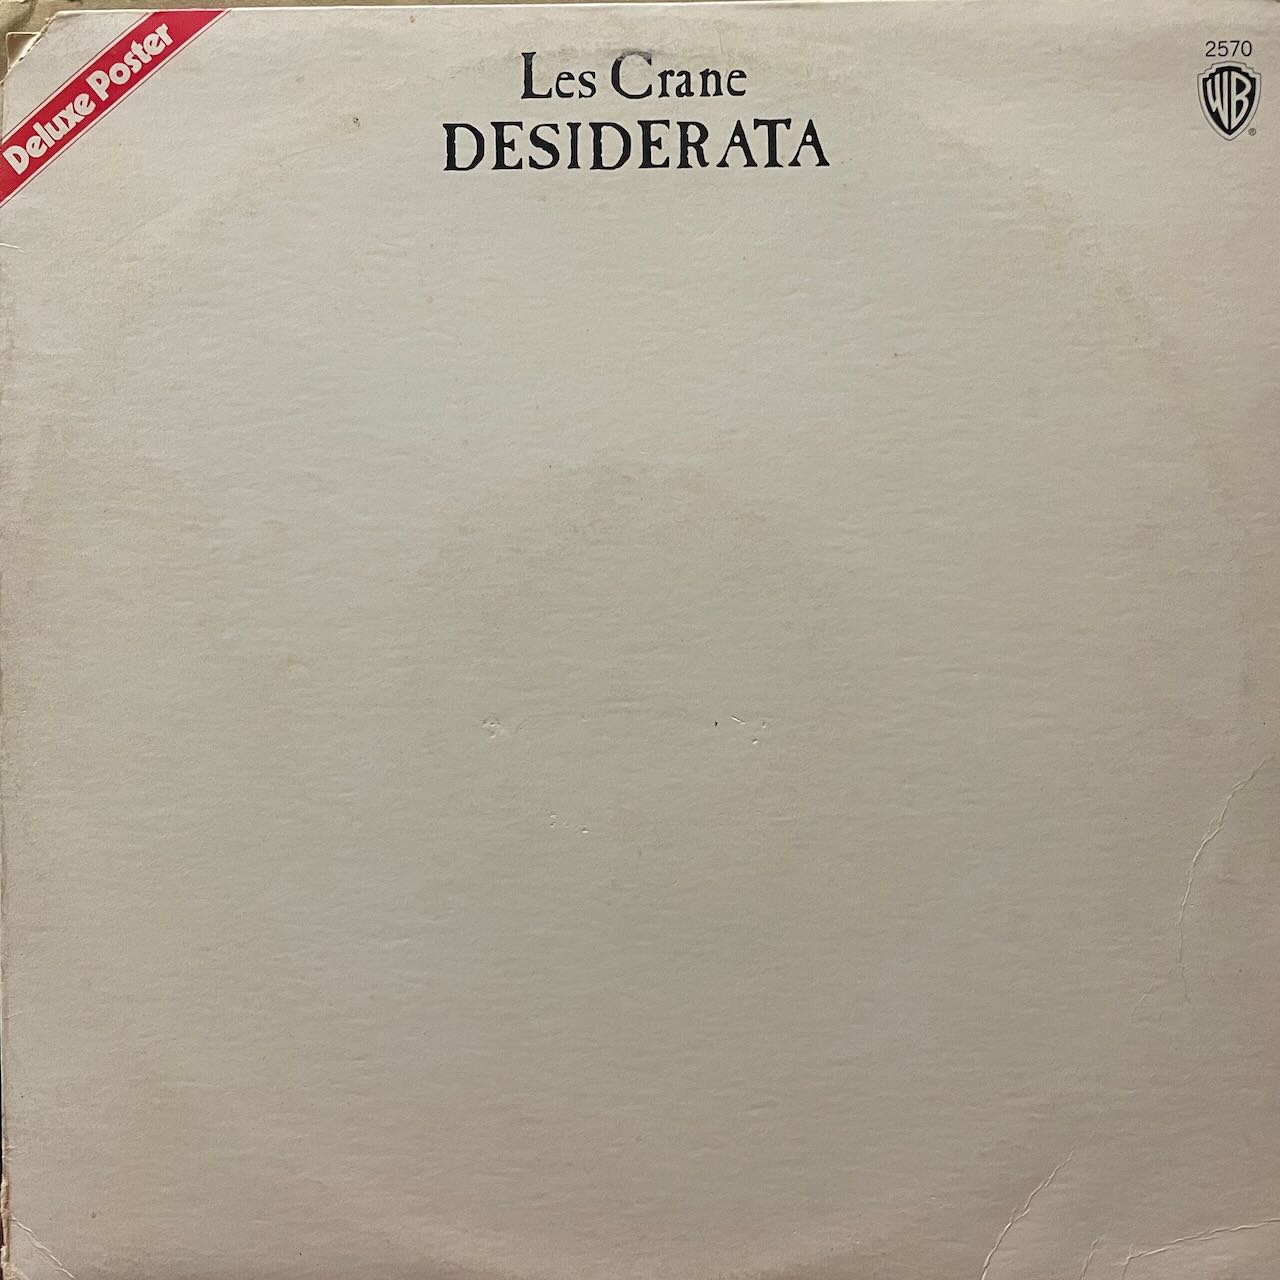 Deluxe Poster
Les Crane
DESIDERATA
2570
WB
®